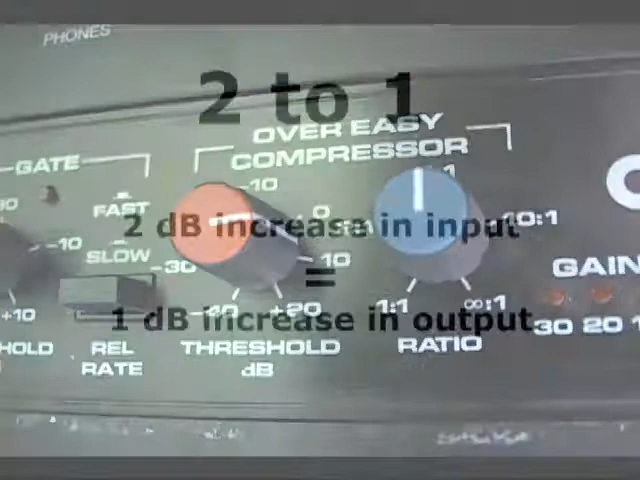 PHONES
2 to 1
OVER EASY
COMPRESSOR
GATE
-10
FAST
0
2 dB increase in input
10:1
-10
SLOW
-30
10
=
GAIN
+10
-40
+20
1:1
∞:1
1 dB increase in output
30 20 1
HOLD
REL
RATE
THRESHOLD
dB
RATIO